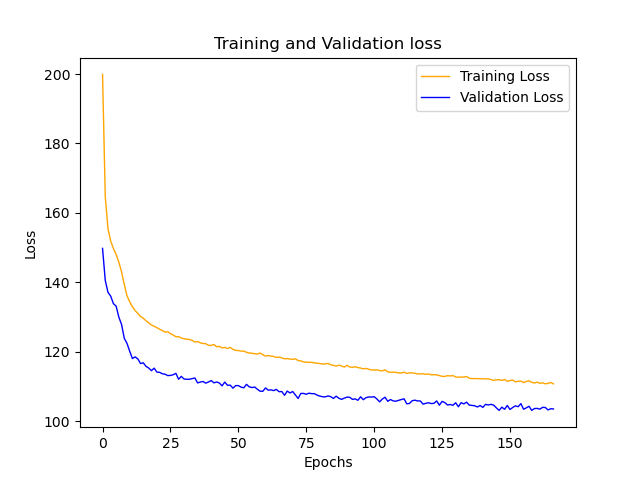 Training and Validation loss
Training Loss
Validation Loss
200
180
160
140
120
100
Loss
0 25 50 75 100 125 150
Epochs